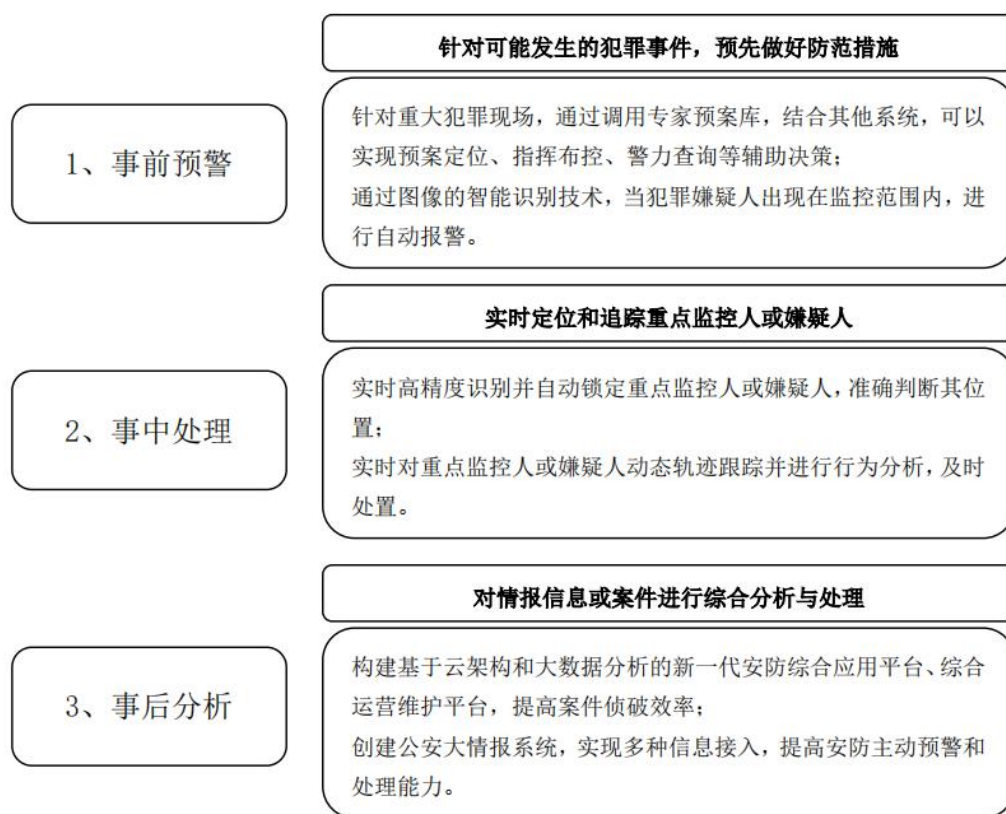 针对可能发生的犯罪事件，预先做好防范措施
1、事前预警
针对重大犯罪现场，通过调用专家预案库，结合其他系统，可以
实现预案定位、指挥布控、警力查询等辅助决策；
通过图像的智能识别技术，当犯罪嫌疑人出现在监控范围内，进
行自动报警。
实时定位和追踪重点监控人或嫌疑人
2、事中处理
实时高精度识别并自动锁定重点监控人或嫌疑人，准确判断其位
置；
实时对重点监控人或嫌疑人动态轨迹跟踪并进行行为分析，及时
处置。
对情报信息或案件进行综合分析与处理
3、事后分析
构建基于云架构和大数据分析的新一代安防综合应用平台、综合
运营维护平台，提高案件侦破效率；
创建公安大情报系统，实现多种信息接入，提高安防主动预警和
处理能力。